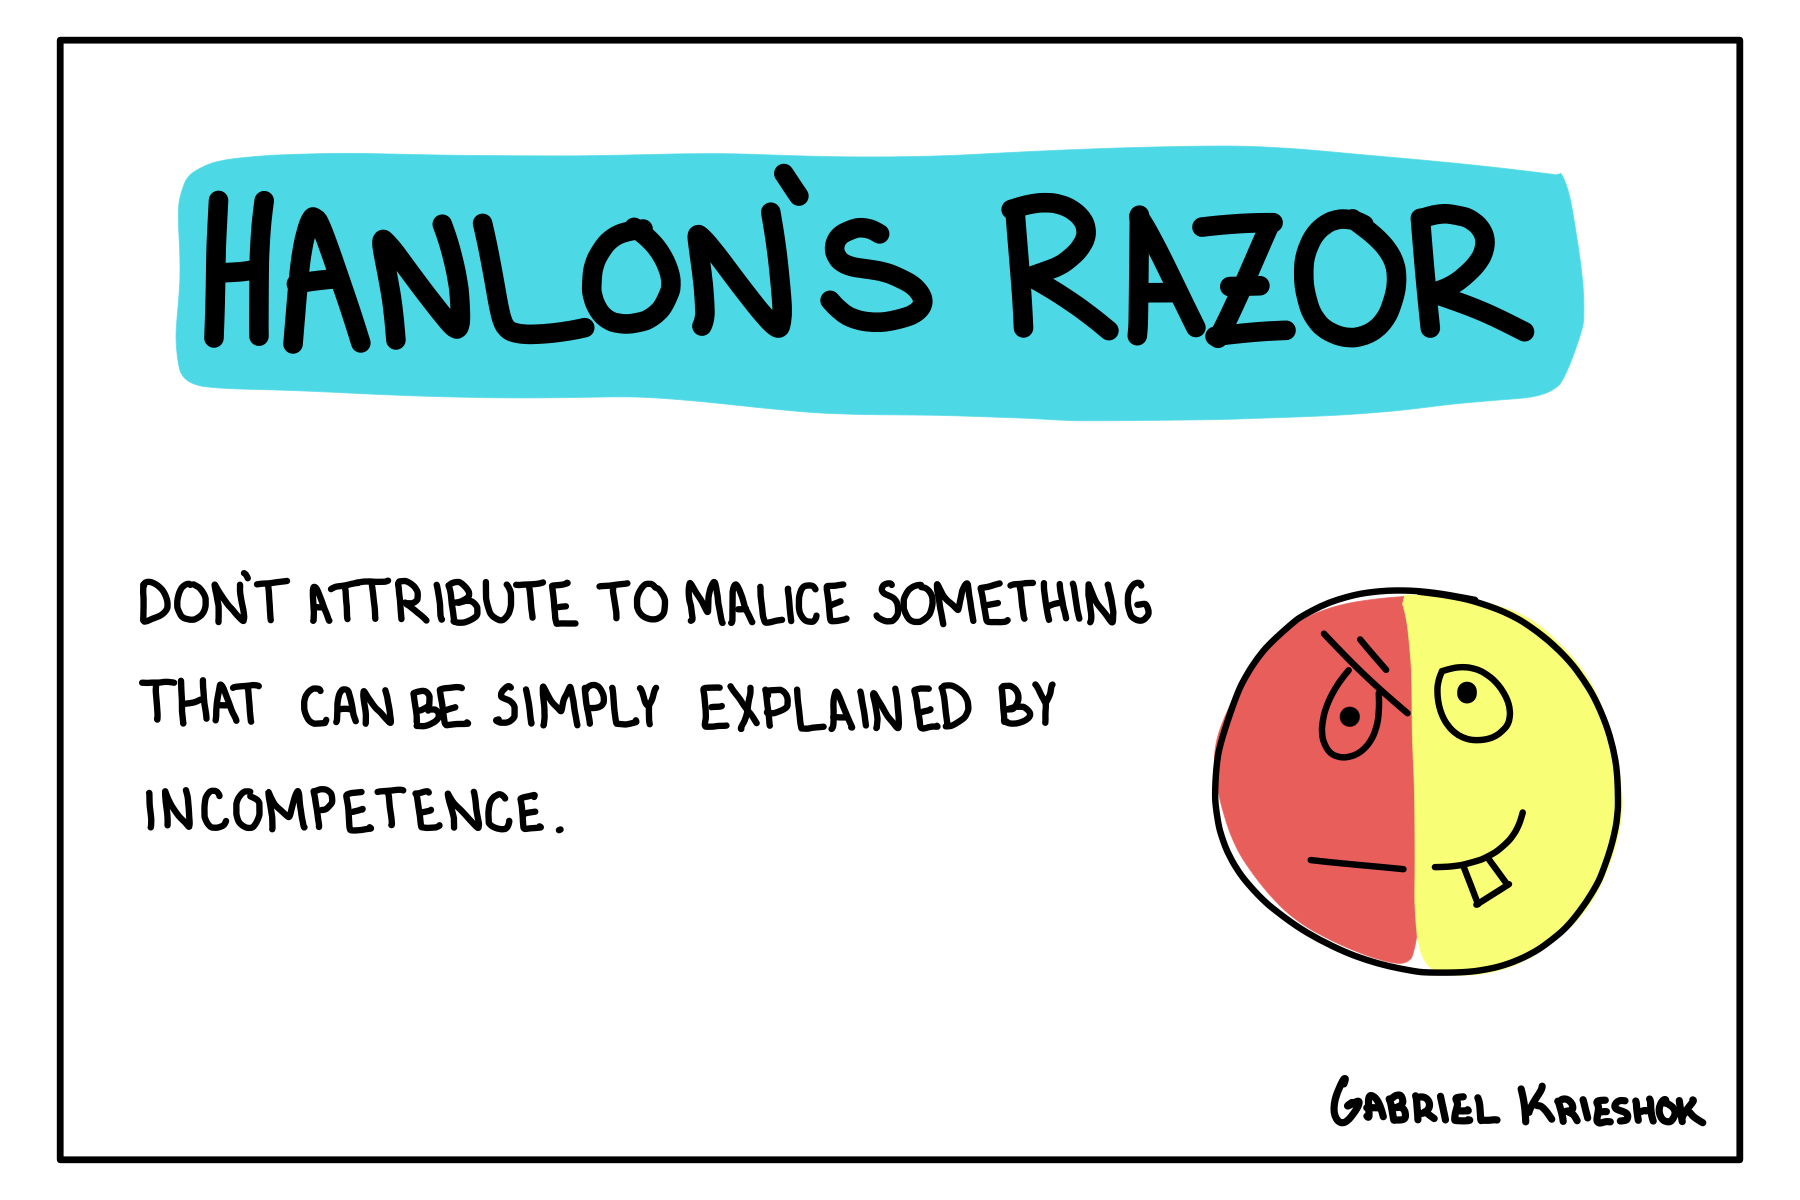 HANLON'S RAZOR
DON'T ATTRIBUTE TO MALICE SOMETHING
THAT CAN BE SIMPLY EXPLAINED BY
INCOMPETENCE.
GABRIEL KRIESHOK